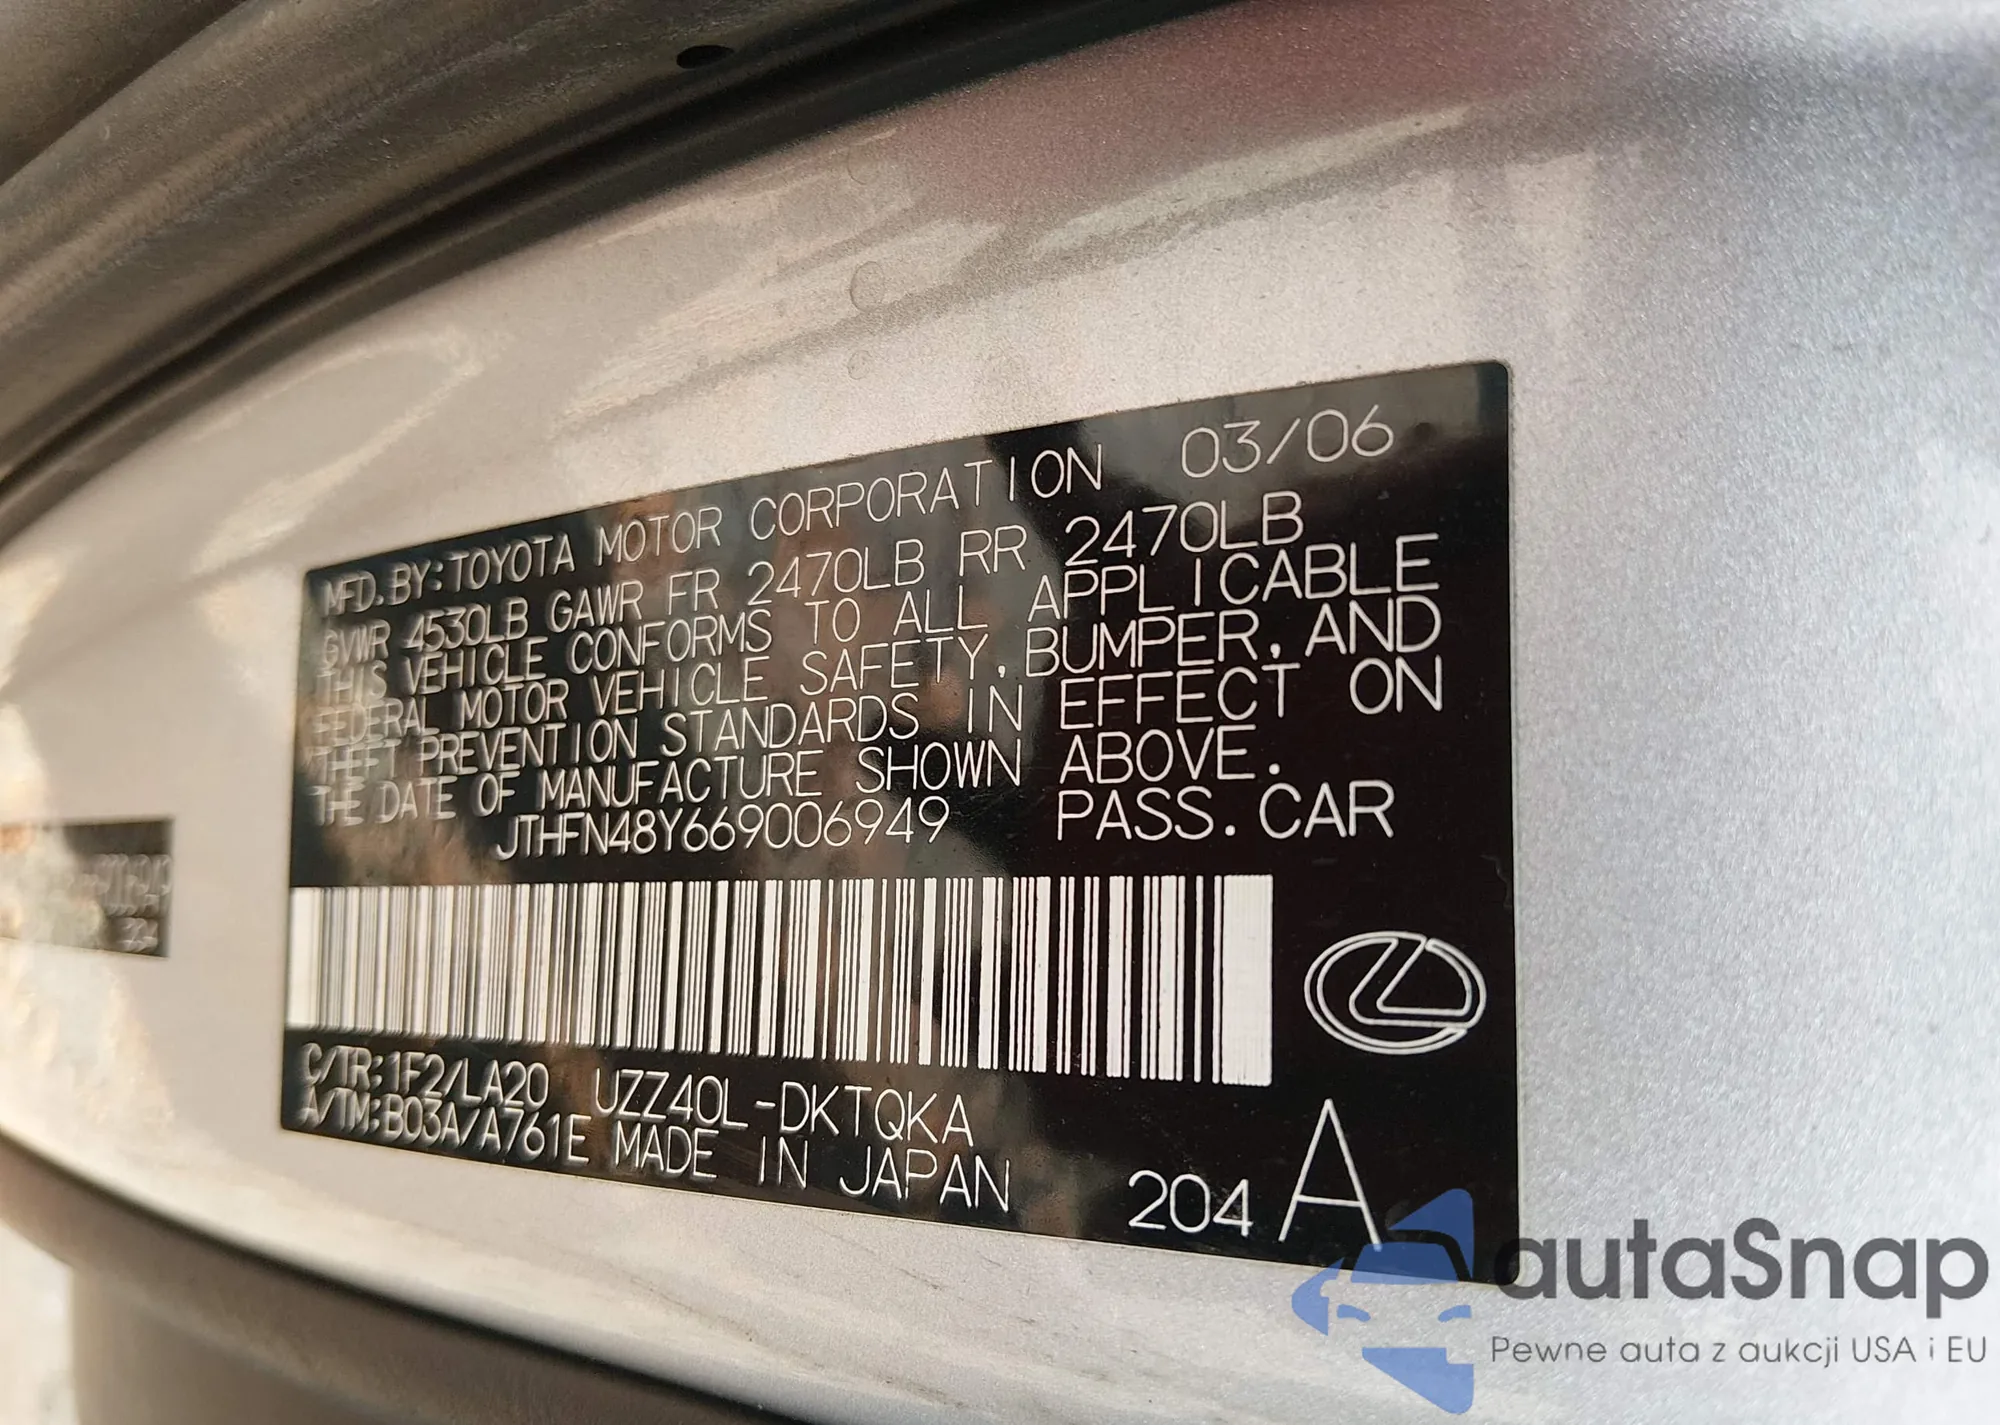 MFD.BY:TOYOTA MOTOR CORPORATION 03/06
GVWR 4530LB GAWR FR 2470LB RR 2470LB
THIS VEHICLE CONFORMS TO ALL APPLICABLE
FEDERAL MOTOR VEHICLE SAFETY, BUMPER, AND
THEFT PREVENTION STANDARDS IN EFFECT ON
THE DATE OF MANUFACTURE SHOWN ABOVE.
JTHFN48Y669006949 PASS.CAR
C/TR:1F2/LA20 UZZ40L-DKTQKA
A/TM:B03A/A761E MADE IN JAPAN
204 A
autaSnap
Pewne auta z aukcji USA i EU